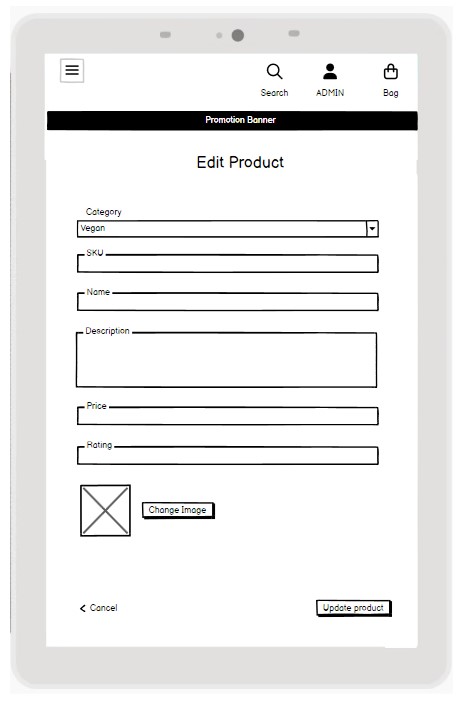 Search ADMIN Bag
Promotion Banner
Edit Product
Category
Vegan
SKU
Name
Description
Price
Rating
Change Image
Cancel Update product